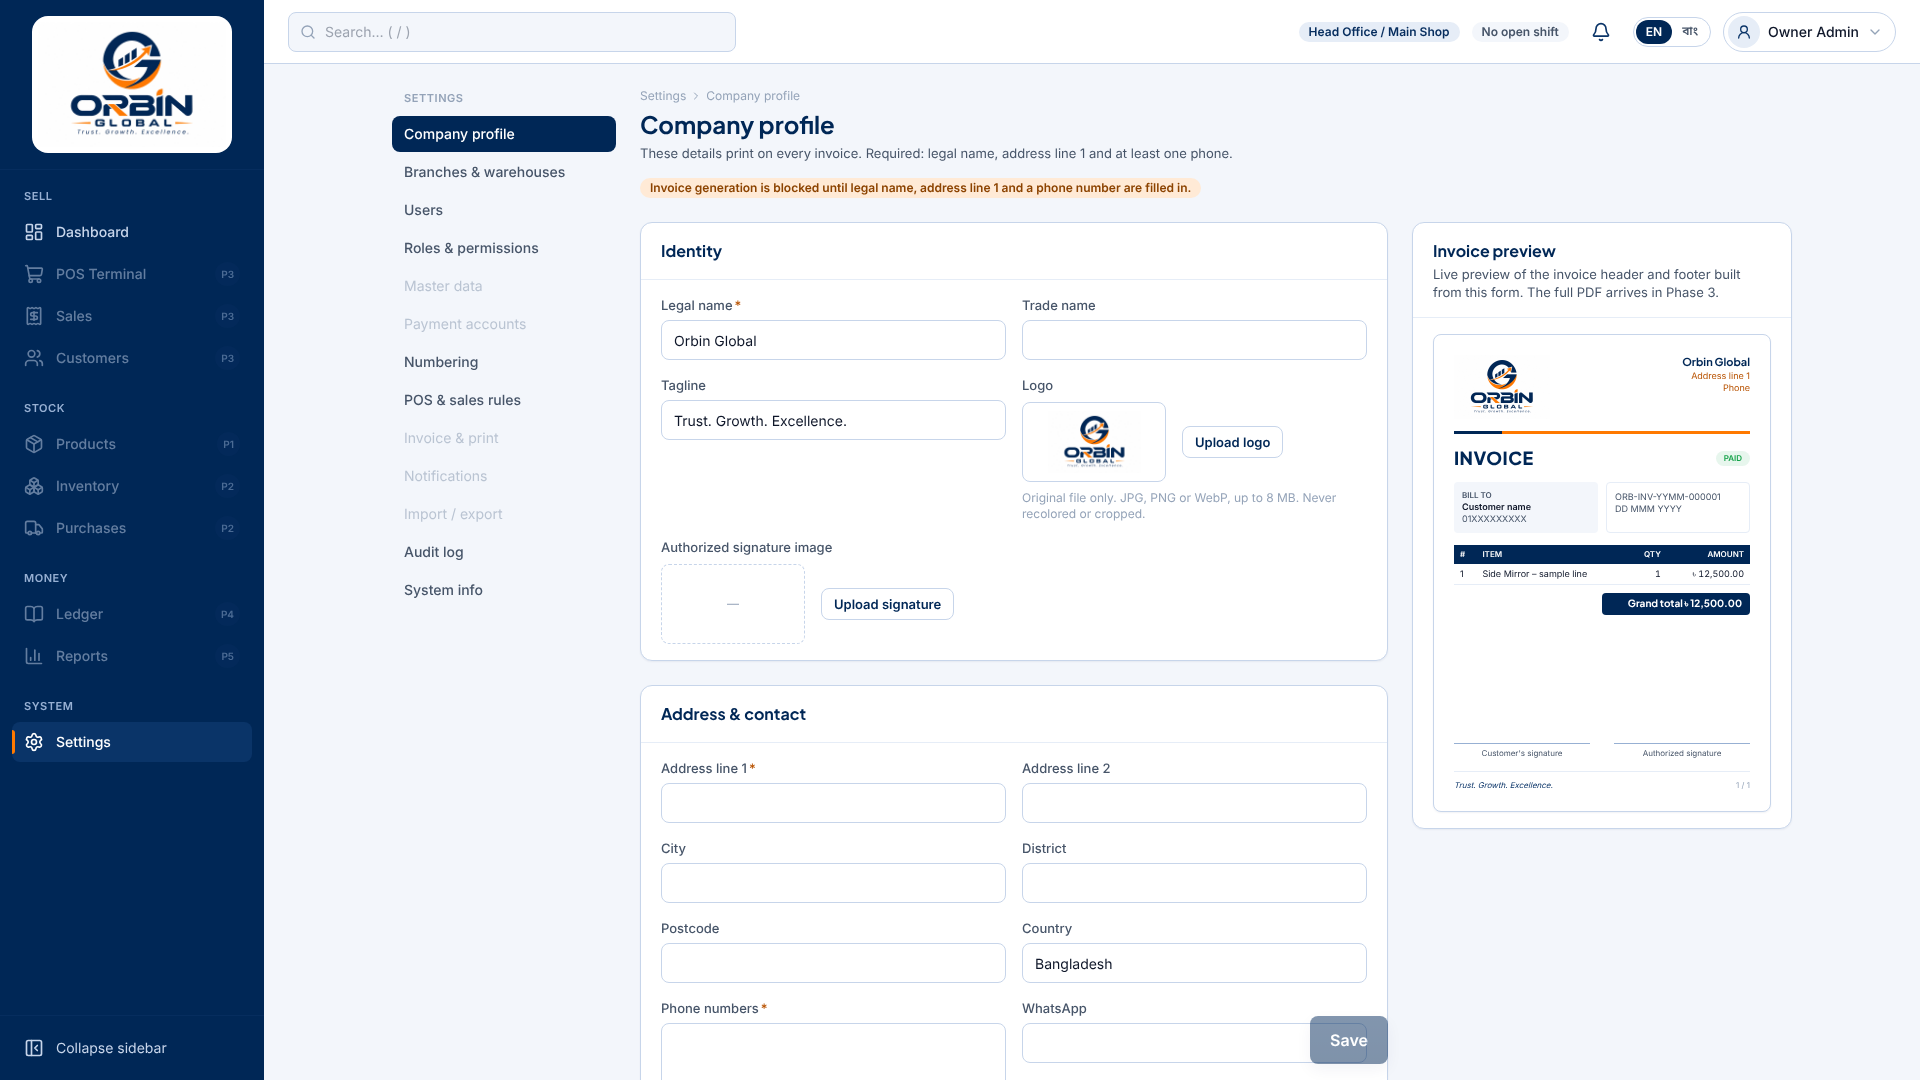 ORBIN
GLOBAL
Trust. Growth. Excellence.
SELL
Dashboard
POS Terminal P3
Sales P3
Customers P3
STOCK
Products P1
Inventory P2
Purchases P2
MONEY
Ledger P4
Reports P5
SYSTEM
Settings
Collapse sidebar
Search... ( / )
Head Office / Main Shop
No open shift
EN
বাং
Owner Admin
SETTINGS
Company profile
Branches & warehouses
Users
Roles & permissions
Master data
Payment accounts
Numbering
POS & sales rules
Invoice & print
Notifications
Import / export
Audit log
System info
Settings > Company profile
Company profile
These details print on every invoice. Required: legal name, address line 1 and at least one phone.
Invoice generation is blocked until legal name, address line 1 and a phone number are filled in.
Identity
Legal name*
Trade name
Orbin Global
Tagline
Logo
Trust. Growth. Excellence.
ORBIN
GLOBAL
Upload logo
Original file only. JPG, PNG or WebP, up to 8 MB. Never
recolored or cropped.
Authorized signature image
—
Upload signature
Address & contact
Address line 1*
Address line 2
City
District
Postcode
Country
Bangladesh
Phone numbers*
WhatsApp
Save
Invoice preview
Live preview of the invoice header and footer built
from this form. The full PDF arrives in Phase 3.
ORBIN
GLOBAL
Orbin Global
Address line 1
Phone
INVOICE
PAID
BILL TO
Customer name
01XXXXXXXXX
ORB-INV-YYMM-000001
DD MMM YYYY
# ITEM QTY AMOUNT
1 Side Mirror – sample line 1 ৳ 12,500.00
Grand total ৳ 12,500.00
Customer's signature
Authorized signature
Trust. Growth. Excellence.
1 / 1